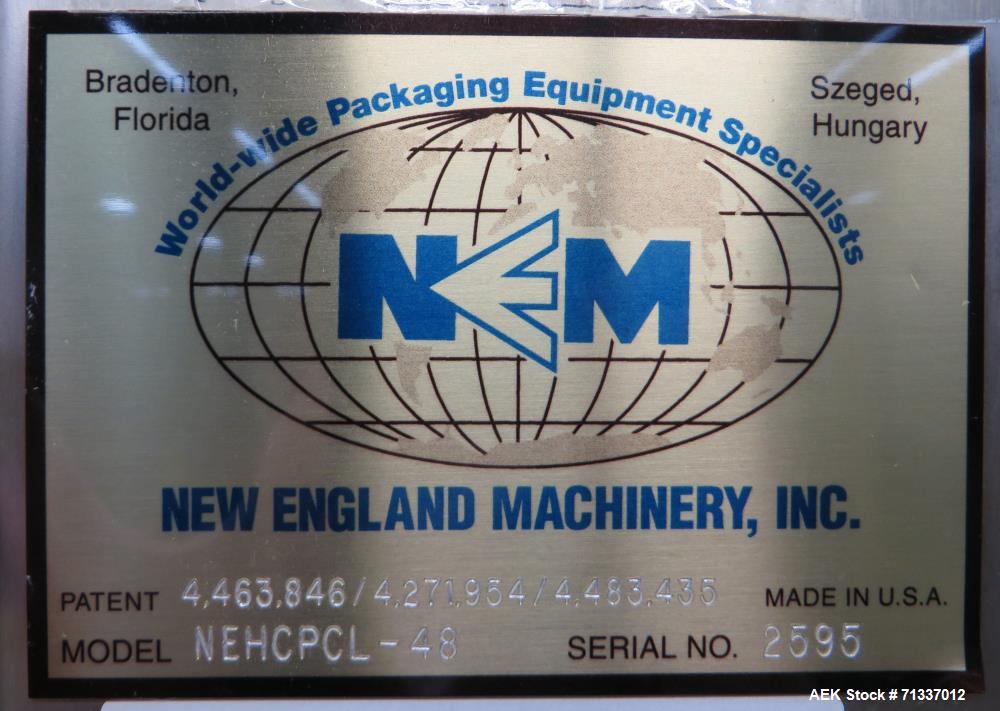 Bradenton,
Florida
World-wide Packaging Equipment Specialists
Szeged,
Hungary
NEM
NEW ENGLAND MACHINERY, INC.
PATENT 4,463,846/4,271,954/4,483,435 MADE IN U.S.A.
MODEL NEHCPCL-48 SERIAL NO. 2595
AEK Stock # 71337012